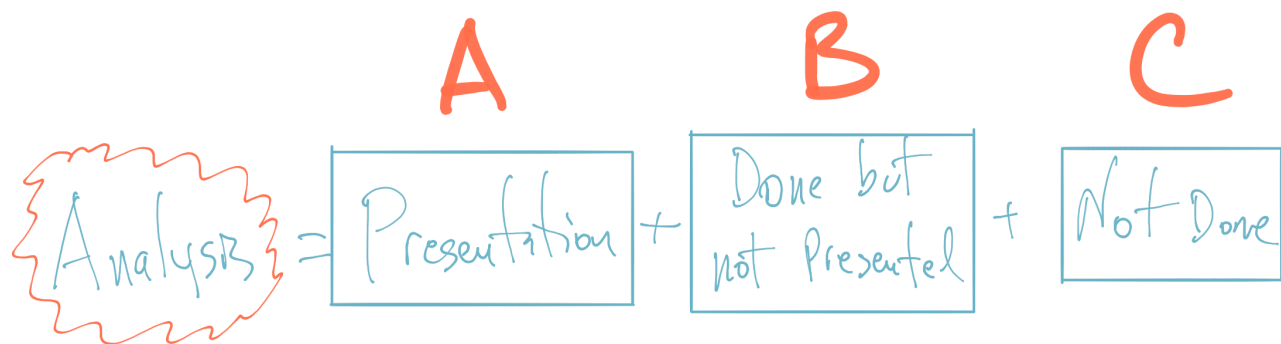 A B C
Analysis = Presentation + Done but not Presented + Not Done